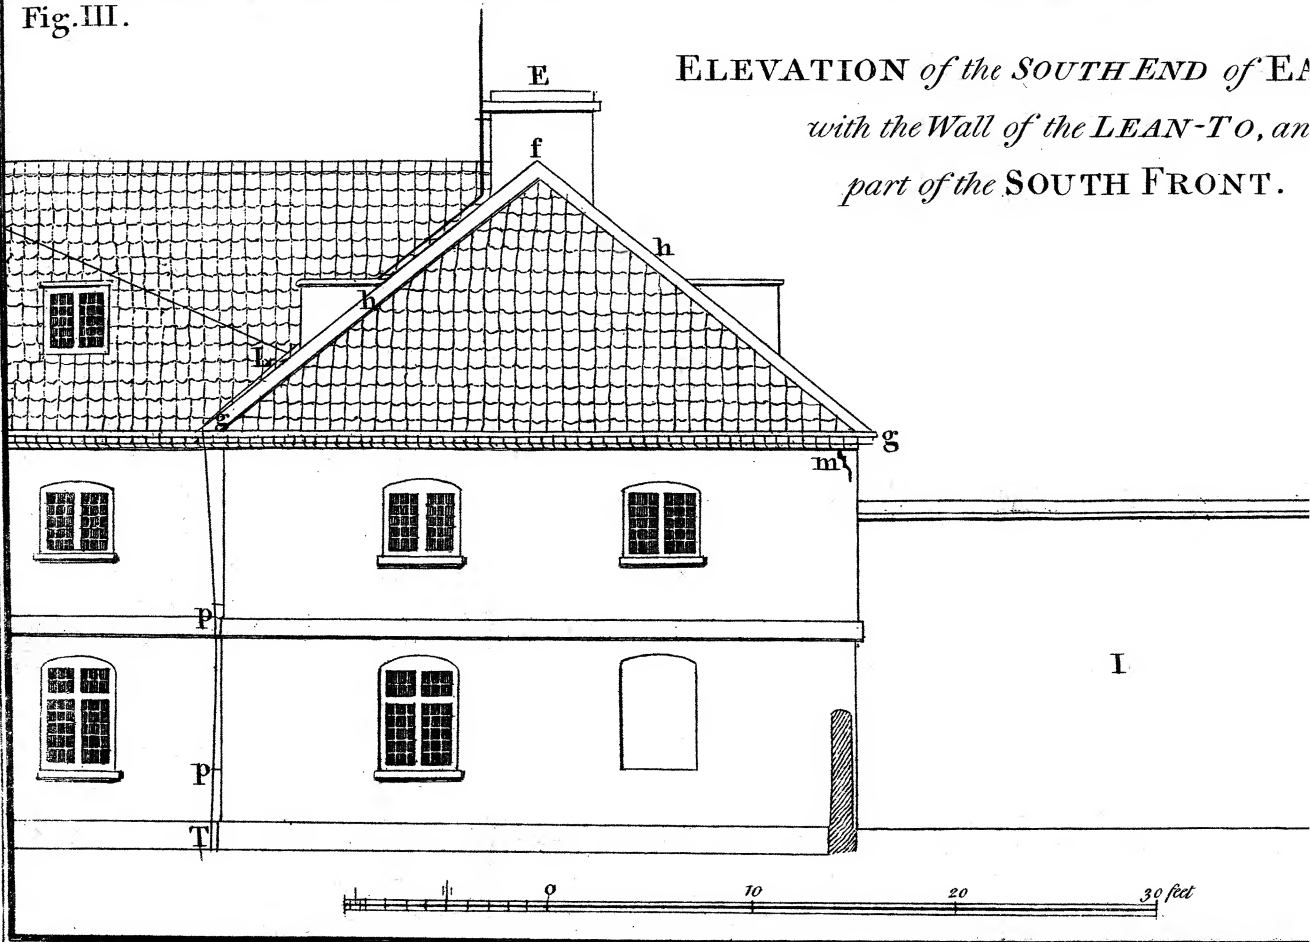 Fig.III.
ELEVATION of the SOUTH END of EA
with the Wall of the LEAN-TO, an
part of the SOUTH FRONT.
E
f
h
h
L
g
g
m
p
I
p
T
0 10 20 30 feet